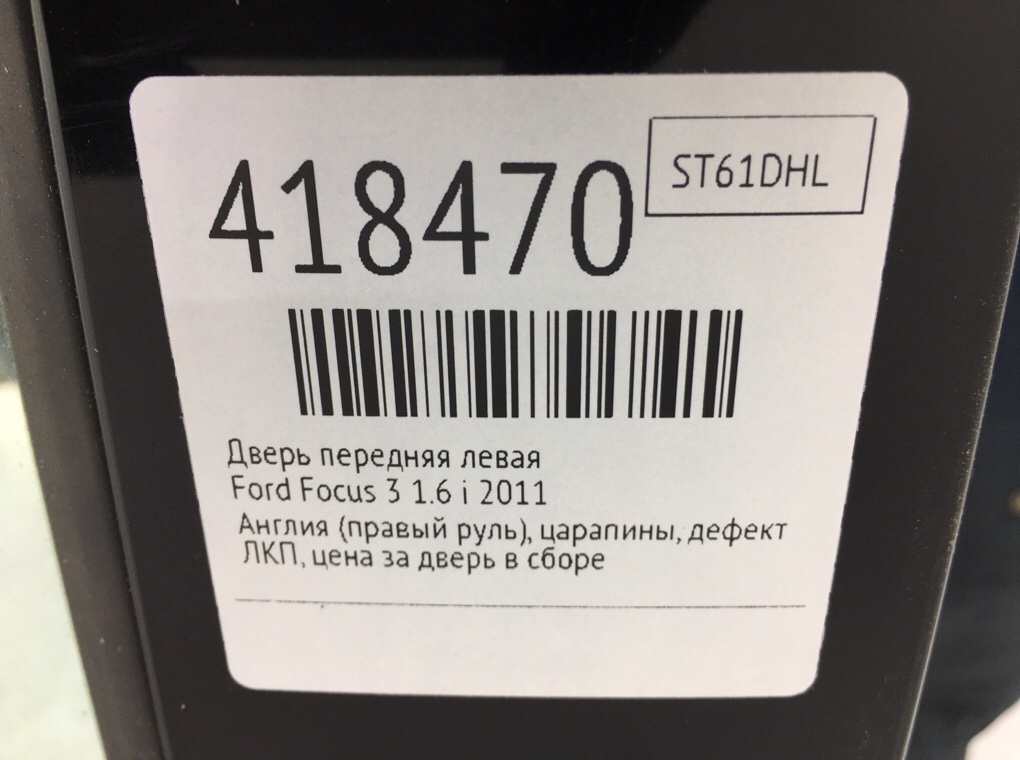 418470
ST61DHL
Дверь передняя левая
Ford Focus 3 1.6 i 2011
Англия (правый руль), царапины, дефект
ЛКП, цена за дверь в сборе